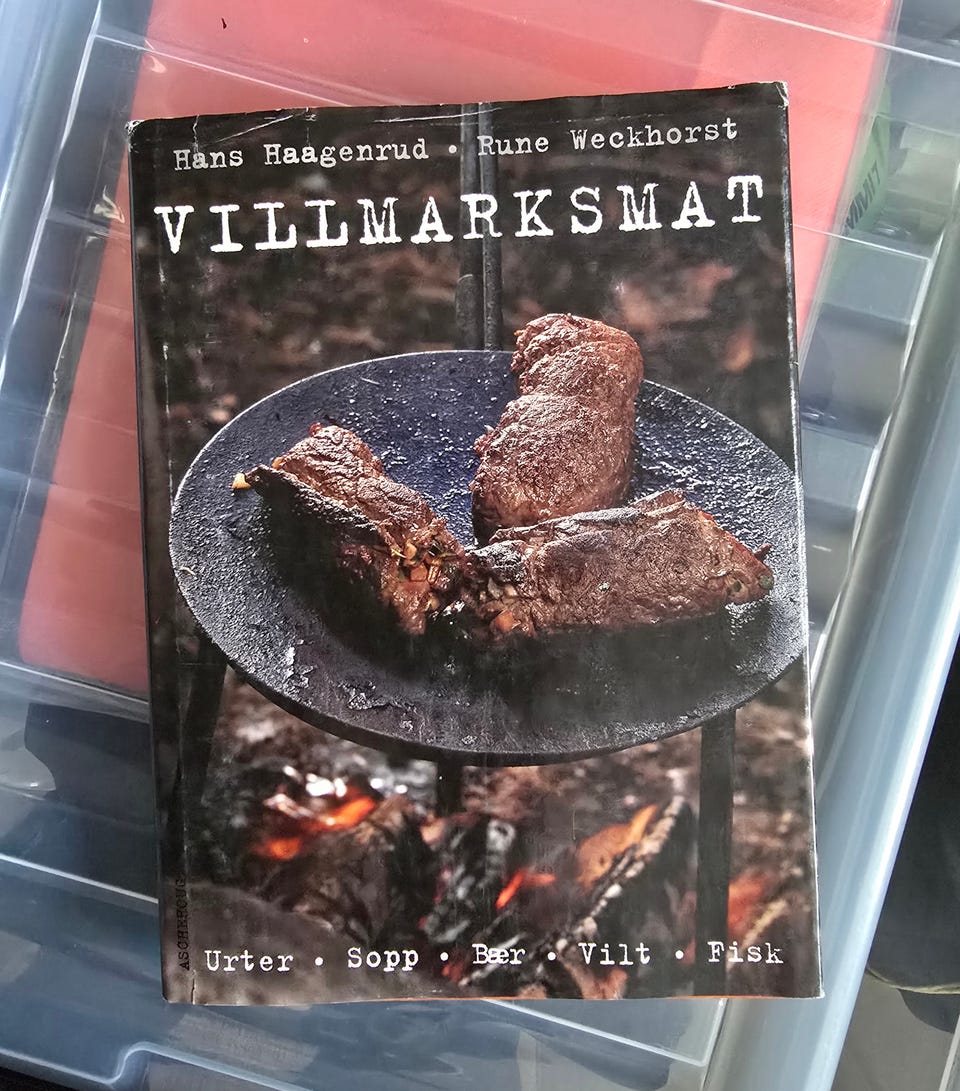 Hans Haagenrud • Rune Weckhorst
VILLMARKSMAT
ASCHEHOUG
Urter • Sopp • Bær • Vilt • Fisk